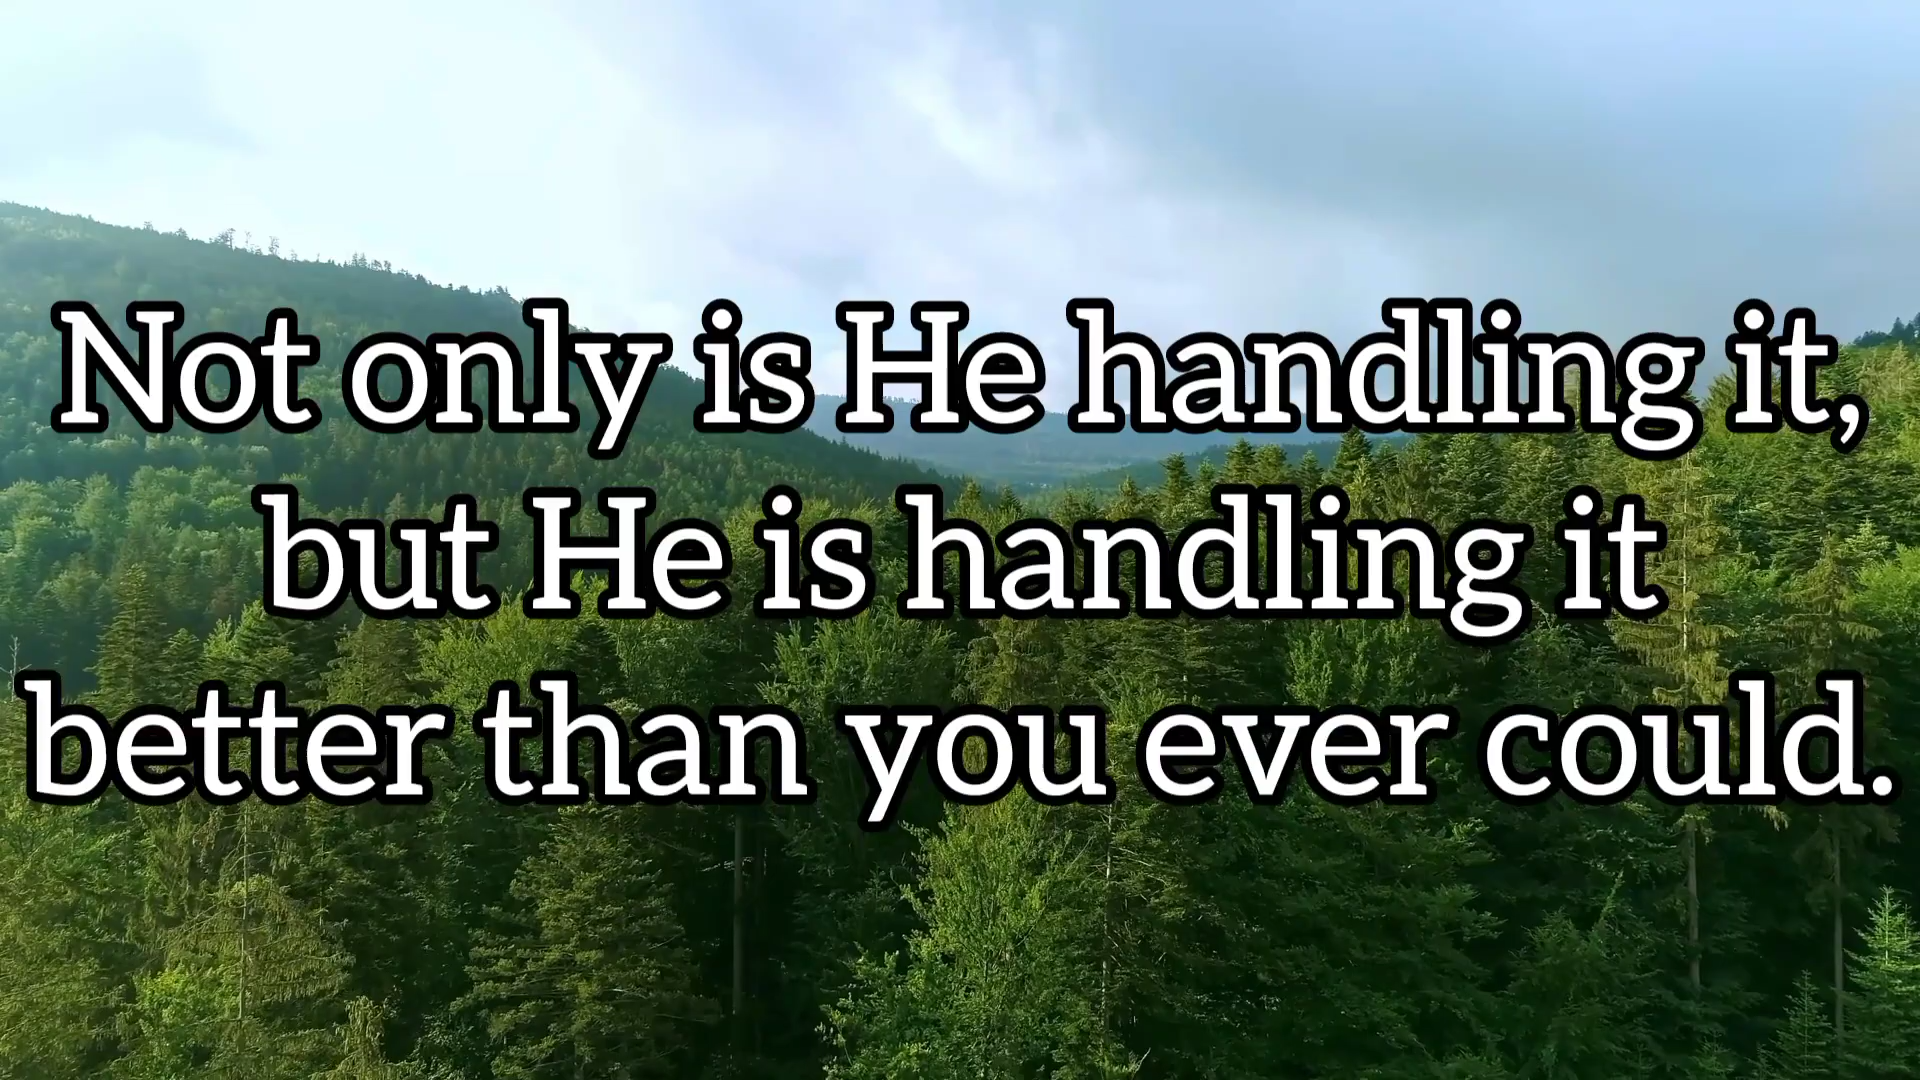 Not only is He handling it,
but He is handling it
better than you ever could.